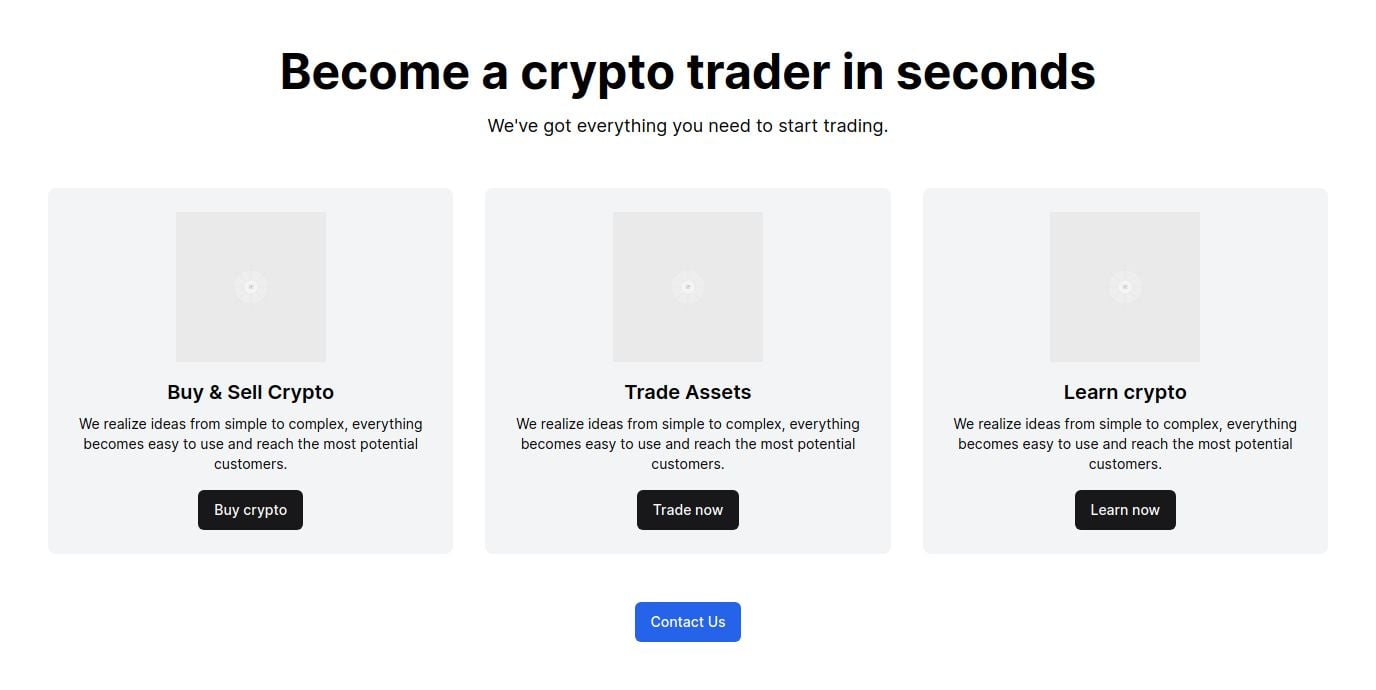 Become a crypto trader in seconds
We've got everything you need to start trading.
Buy & Sell Crypto
We realize ideas from simple to complex, everything
becomes easy to use and reach the most potential
customers.
Buy crypto
Trade Assets
We realize ideas from simple to complex, everything
becomes easy to use and reach the most potential
customers.
Trade now
Learn crypto
We realize ideas from simple to complex, everything
becomes easy to use and reach the most potential
customers.
Learn now
Contact Us